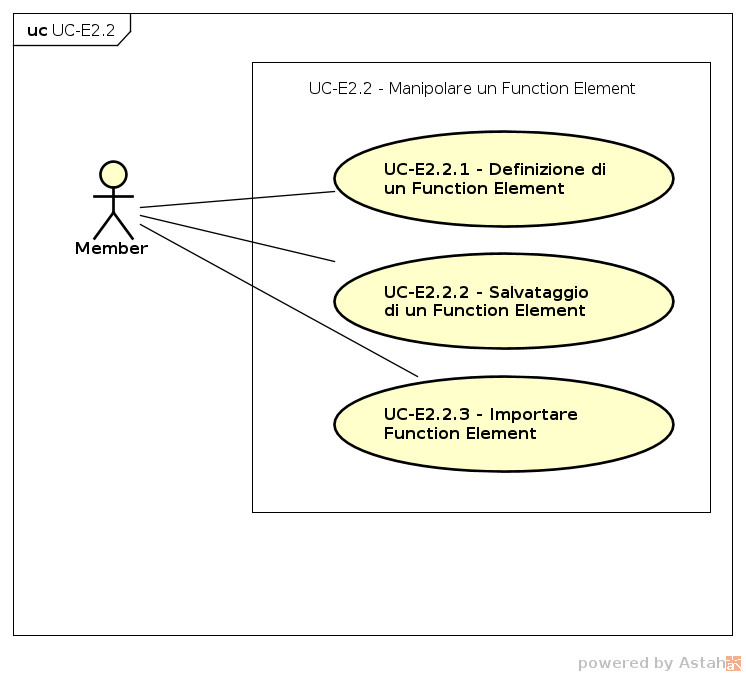 uc UC-E2.2
UC-E2.2 - Manipolare un Function Element
UC-E2.2.1 - Definizione di
un Function Element
Member
UC-E2.2.2 - Salvataggio
di un Function Element
UC-E2.2.3 - Importare
Function Element
powered by Astah